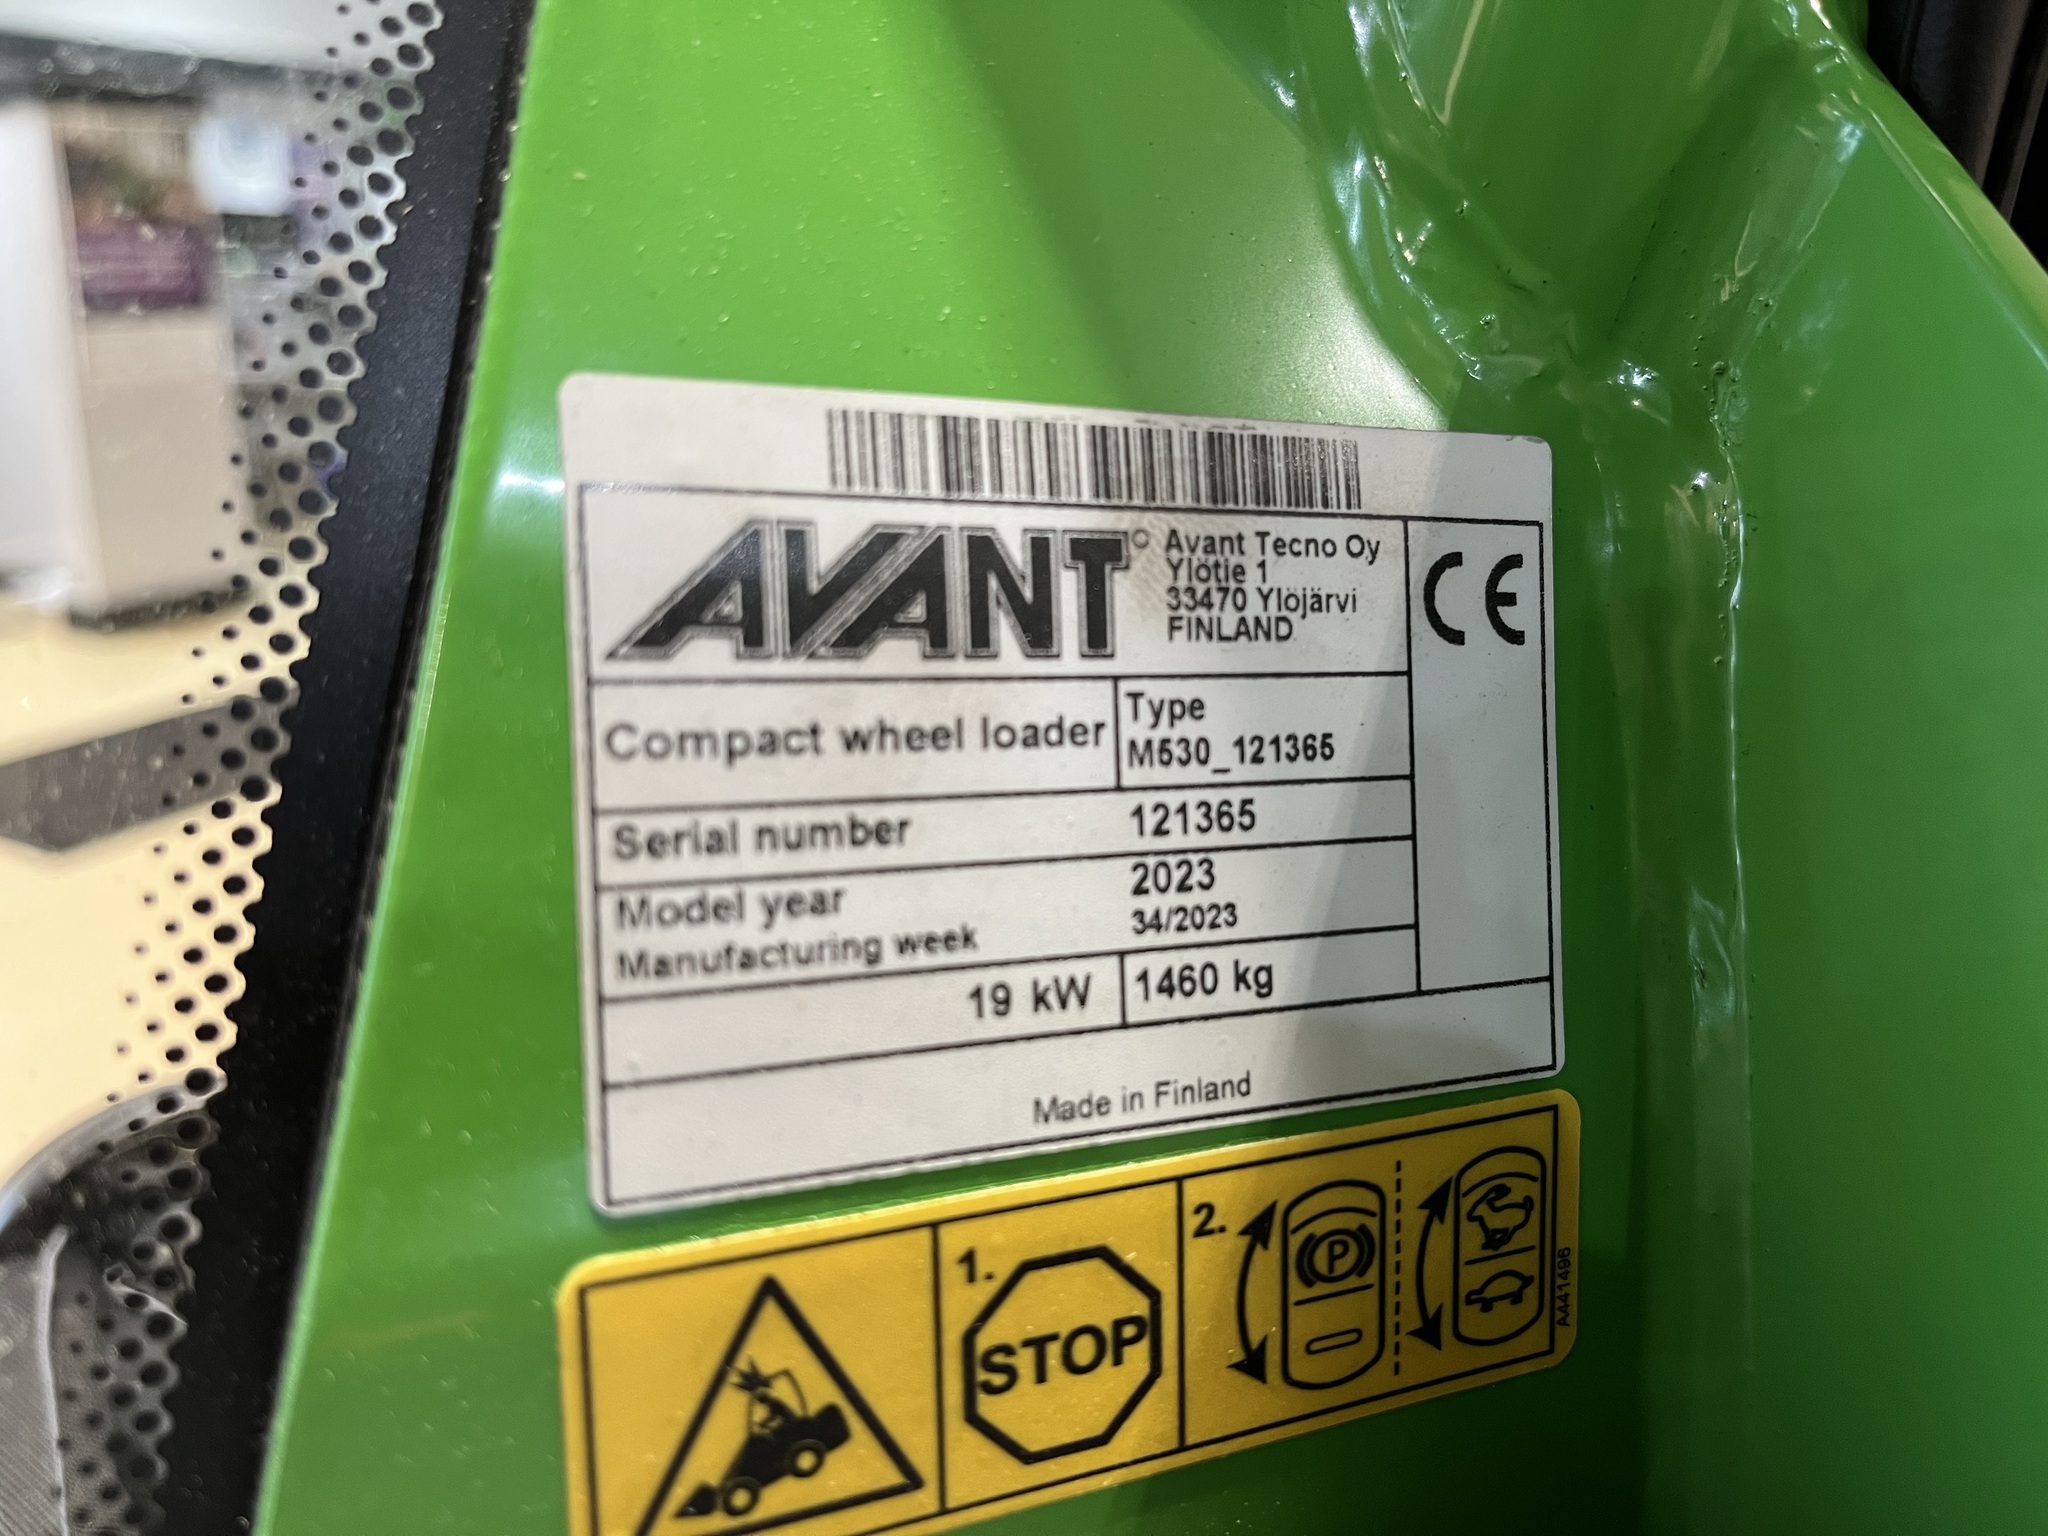 AVANT
Avant Tecno Oy
Ylötie 1
33470 Ylöjärvi
FINLAND
CE
Compact wheel loader
Type
M530_121365
Serial number 121365
Model year 2023
Manufacturing week 34/2023
19 kW 1460 kg
Made in Finland
1.
STOP
2.
P
A441496